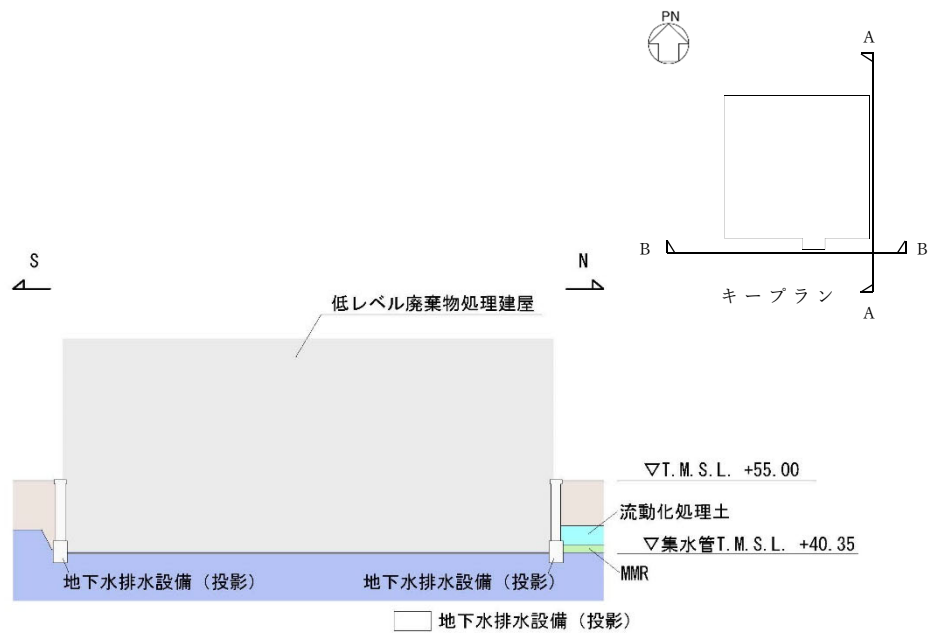 PN
A
B
B
キープラン
A
S
N
低レベル廃棄物処理建屋
▽T.M.S.L. +55.00
流動化処理土
▽集水管T.M.S.L. +40.35
MMR
地下水排水設備（投影）
地下水排水設備（投影）
地下水排水設備（投影）